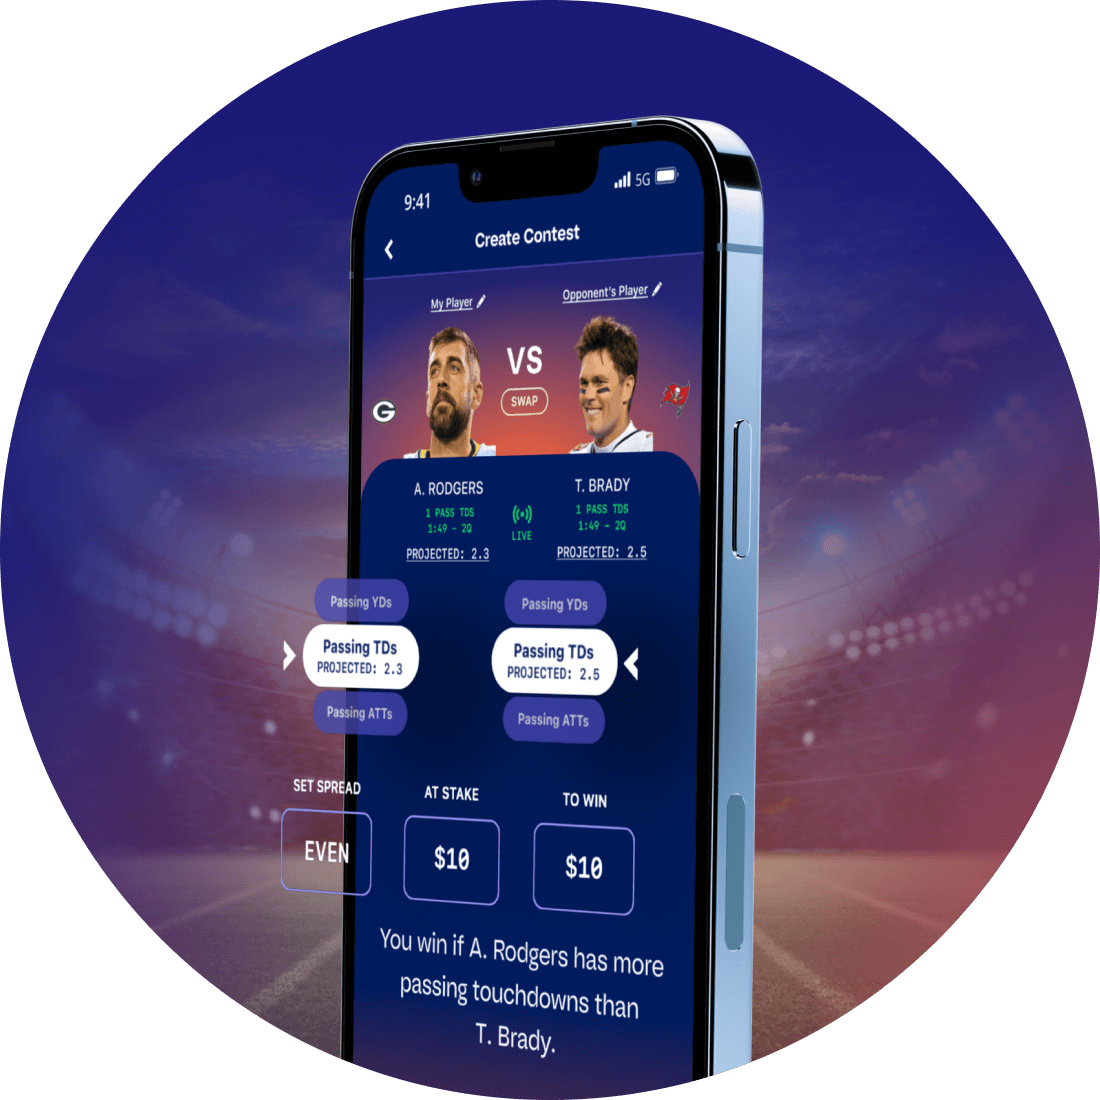 9:41
5G
Create Contest
My Player
Opponent's Player
VS
SWAP
G
A. RODGERS
1 PASS TDS
1:49 - 2Q
PROJECTED: 2.3
LIVE
T. BRADY
1 PASS TDS
1:49 - 2Q
PROJECTED: 2.5
Passing YDs
Passing TDs
PROJECTED: 2.3
Passing ATTs
Passing YDs
Passing TDs
PROJECTED: 2.5
Passing ATTs
SET SPREAD
EVEN
AT STAKE
$10
TO WIN
$10
You win if A. Rodgers has more
passing touchdowns than
T. Brady.